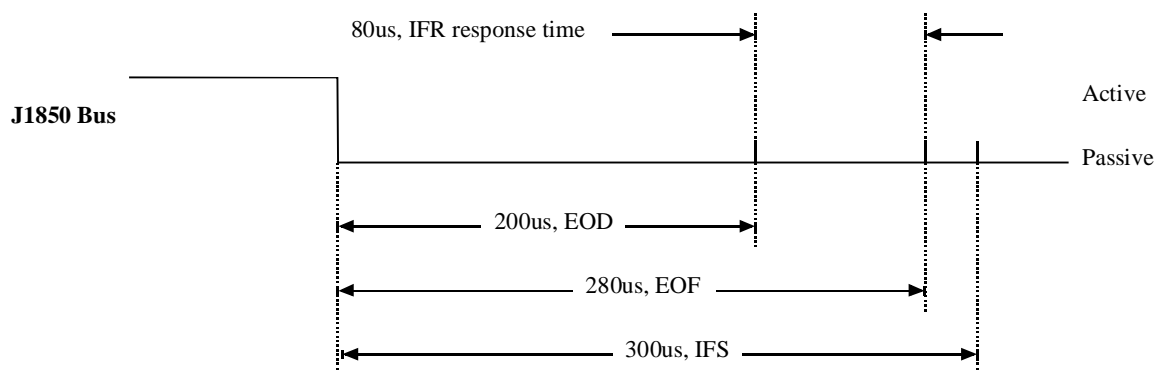 80us, IFR response time
Active
J1850 Bus
Passive
200us, EOD
280us, EOF
300us, IFS